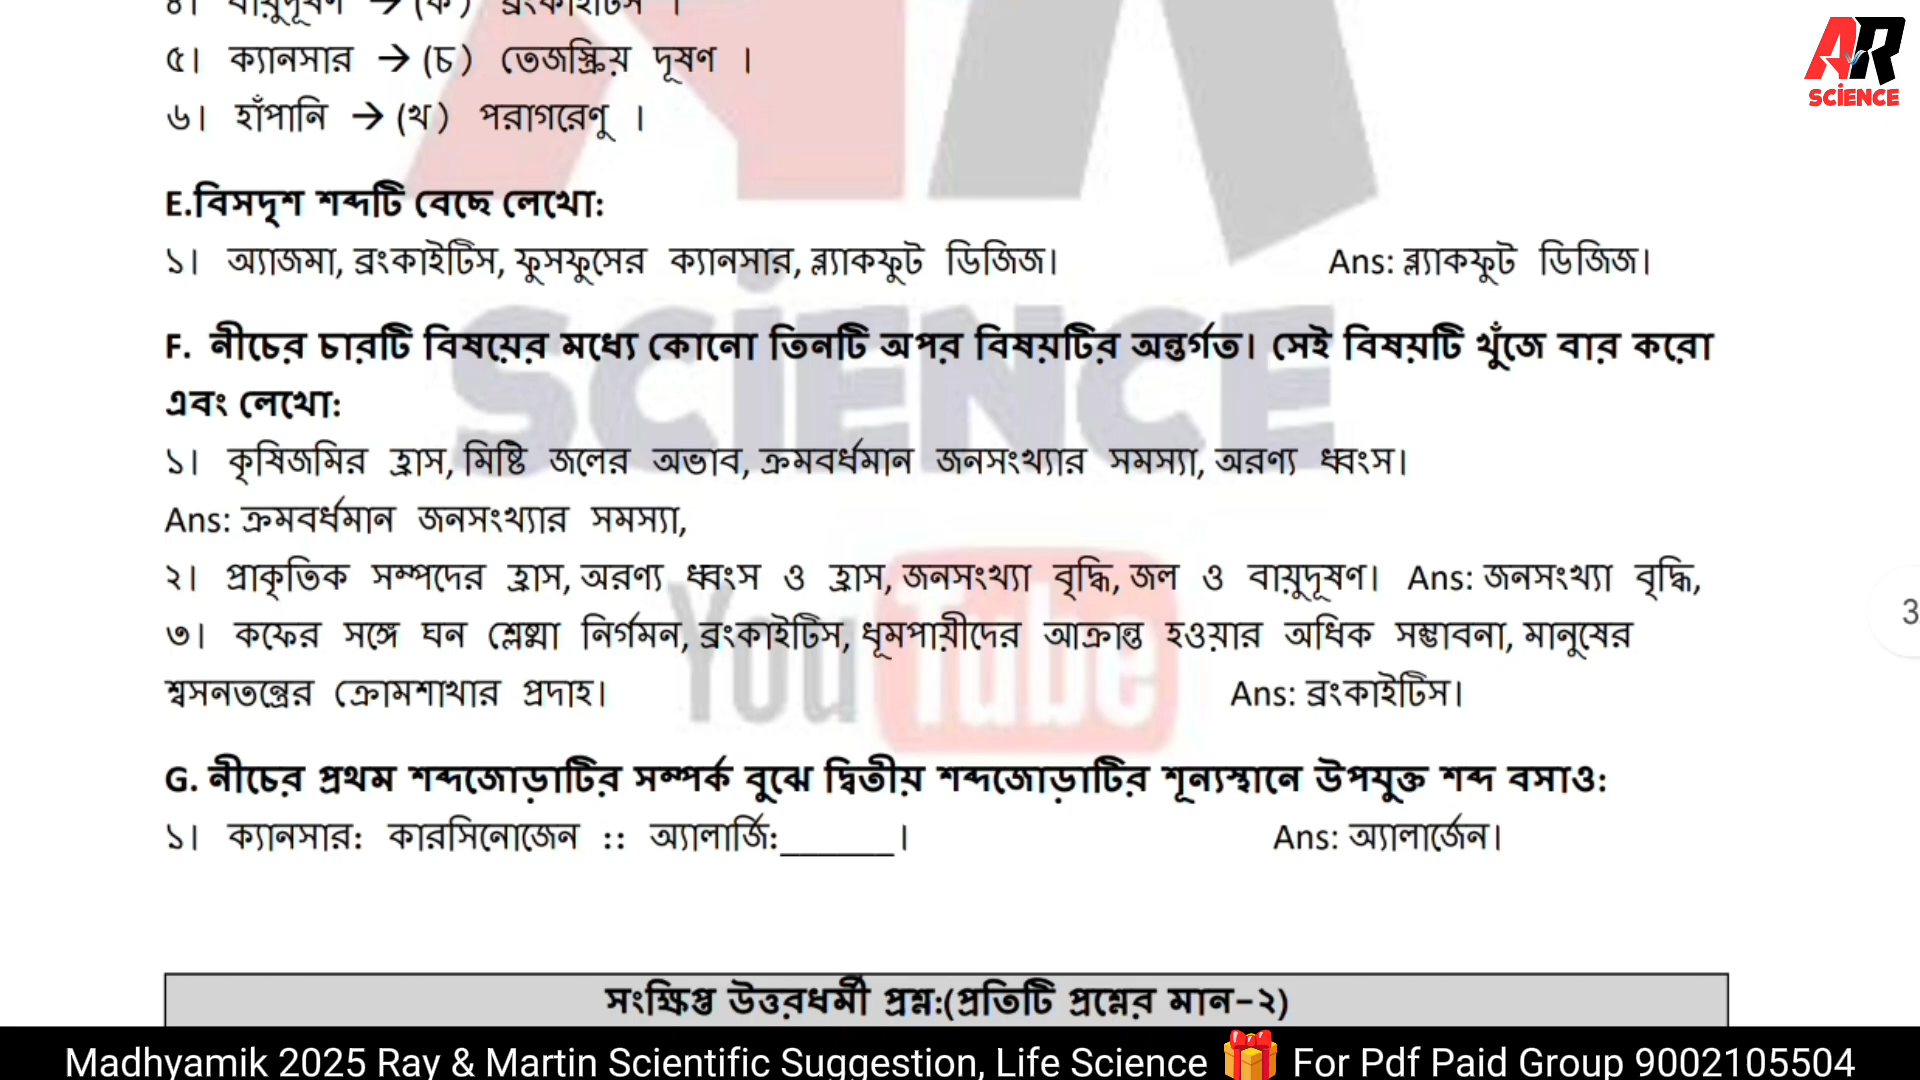 ৪। বায়ুদূষণ → (ক) ব্রংকাইটিস ।
৫। ক্যানসার → (চ) তেজস্ক্রিয় দূষণ ।
৬। হাঁপানি → (খ) পরাগরেণু ।
AR
SCIENCE
E.বিসদৃশ শব্দটি বেছে লেখো:
১। অ্যাজমা, ব্রংকাইটিস, ফুসফুসের ক্যানসার, ব্ল্যাকফুট ডিজিজ। Ans: ব্ল্যাকফুট ডিজিজ।
F. নীচের চারটি বিষয়ের মধ্যে কোনো তিনটি অপর বিষয়টির অন্তর্গত। সেই বিষয়টি খুঁজে বার করো
এবং লেখো:
১। কৃষিজমির হ্রাস, মিষ্টি জলের অভাব, ক্রমবর্ধমান জনসংখ্যার সমস্যা, অরণ্য ধ্বংস।
Ans: ক্রমবর্ধমান জনসংখ্যার সমস্যা,
২। প্রাকৃতিক সম্পদের হ্রাস, অরণ্য ধ্বংস ও হ্রাস, জনসংখ্যা বৃদ্ধি, জল ও বায়ুদূষণ। Ans: জনসংখ্যা বৃদ্ধি,
৩। কফের সঙ্গে ঘন শ্লেষ্মা নির্গমন, ব্রংকাইটিস, ধূমপায়ীদের আক্রান্ত হওয়ার অধিক সম্ভাবনা, মানুষের
শ্বসনতন্ত্রের ক্লোমশাখার প্রদাহ। Ans: ব্রংকাইটিস।
G. নীচের প্রথম শব্দজোড়াটির সম্পর্ক বুঝে দ্বিতীয় শব্দজোড়াটির শূন্যস্থানে উপযুক্ত শব্দ বসাও:
১। ক্যানসার: কারসিনোজেন :: অ্যালার্জি:______। Ans: অ্যালার্জেন।
SCIENCE
YouTube
3
সংক্ষিপ্ত উত্তরধর্মী প্রশ্ন:(প্রতিটি প্রশ্নের মান-২)
Madhyamik 2025 Ray & Martin Scientific Suggestion, Life Science 🎁 For Pdf Paid Group 9002105504